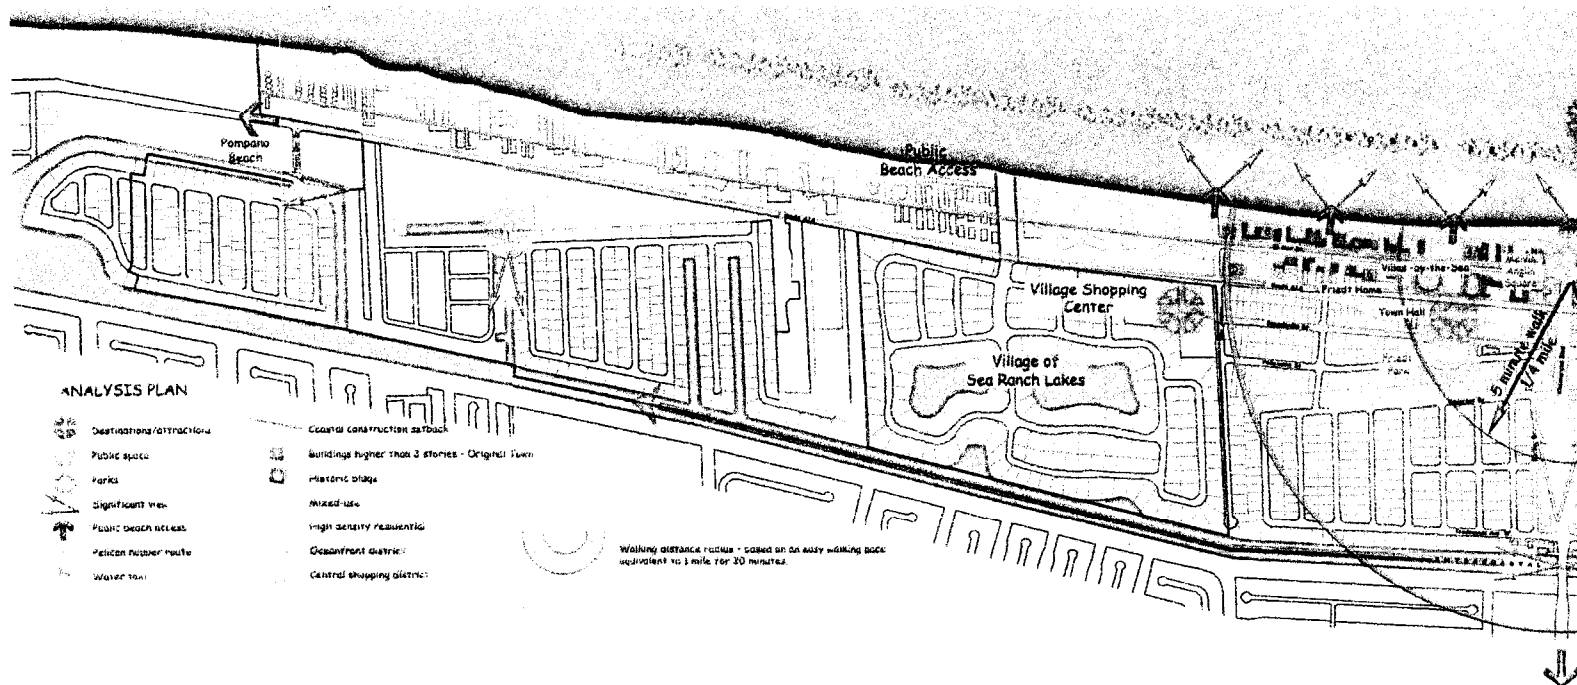 Pompano
Beach
Public
Beach Access
Village Shopping
Center
Village of
Sea Ranch Lakes
Town Hall
5 minute walk
1/4 mile
ANALYSIS PLAN
Destinations/attractions
Public space
Parks
Significant view
Public beach access
Pelican hopper route
Water taxi
Coastal construction setback
Buildings higher than 3 stories - Original Town
Historic bldgs
Mixed-use
High density residential
Oceanfront district
Central shopping district
Walking distance radius - based on an easy walking pace
equivalent to 1 mile for 20 minutes.